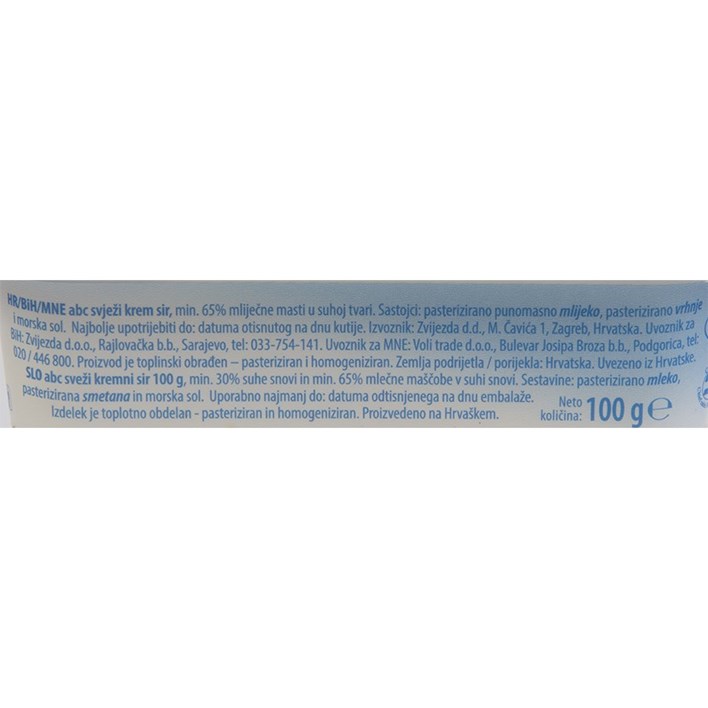 HR/BiH/MNE abc svježi krem sir, min. 65% mliječne masti u suhoj tvari. Sastojci: pasterizirano punomasno mlijeko, pasterizirano vrhnje
i morska sol. Najbolje upotrijebiti do: datuma otisnutog na dnu kutije. Izvoznik: Zvijezda d.d., M. Čavića 1, Zagreb, Hrvatska. Uvoznik za
BiH: Zvijezda d.o.o., Rajlovačka b.b., Sarajevo, tel: 033-754-141. Uvoznik za MNE: Voli trade d.o.o., Bulevar Josipa Broza b.b., Podgorica, tel:
020 / 446 800. Proizvod je toplinski obrađen – pasteriziran i homogeniziran. Zemlja podrijetla / porijekla: Hrvatska. Uvezeno iz Hrvatske.
SLO abc sveži kremni sir 100 g, min. 30% suhe snovi in min. 65% mlečne maščobe v suhi snovi. Sestavine: pasterizirano mleko,
pasterizirana smetana in morska sol. Uporabno najmanj do: datuma odtisnjenega na dnu embalaže.
Izdelek je toplotno obdelan - pasteriziran in homogeniziran. Proizvedeno na Hrvaškem.
Neto
količina: 100 g ℮